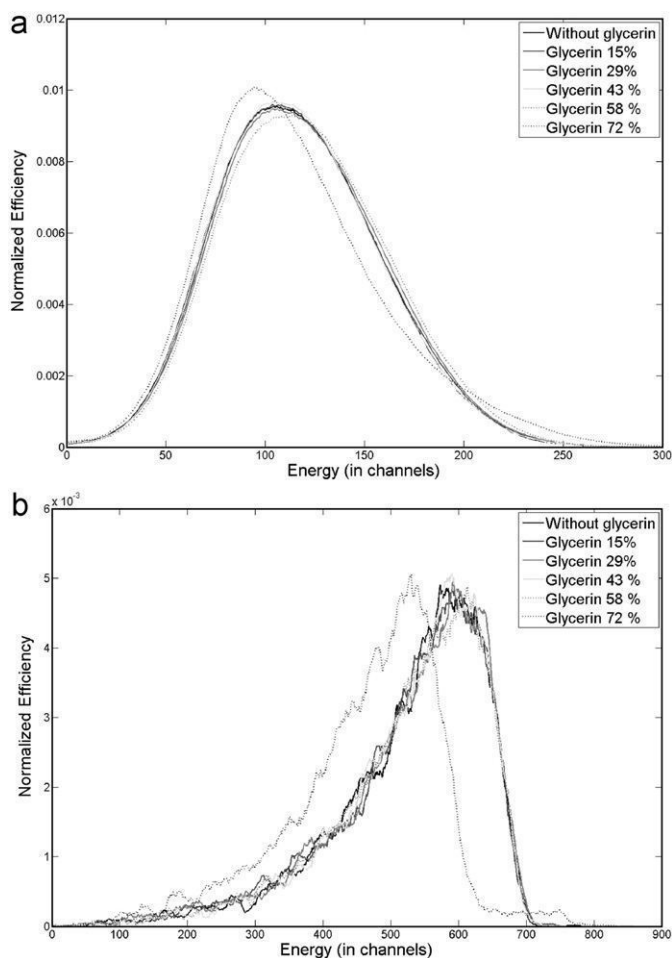 a
0.012
0.01
0.008
0.006
0.004
0.002
0
Normalized Efficiency
Without glycerin
Glycerin 15%
Glycerin 29%
Glycerin 43 %
Glycerin 58 %
Glycerin 72 %
0 50 100 150 200 250 300
Energy (in channels)
b
x 10⁻³
6
5
4
3
2
1
0
Normalized Efficiency
Without glycerin
Glycerin 15%
Glycerin 29%
Glycerin 43 %
Glycerin 58 %
Glycerin 72 %
0 100 200 300 400 500 600 700 800 900
Energy (in channels)